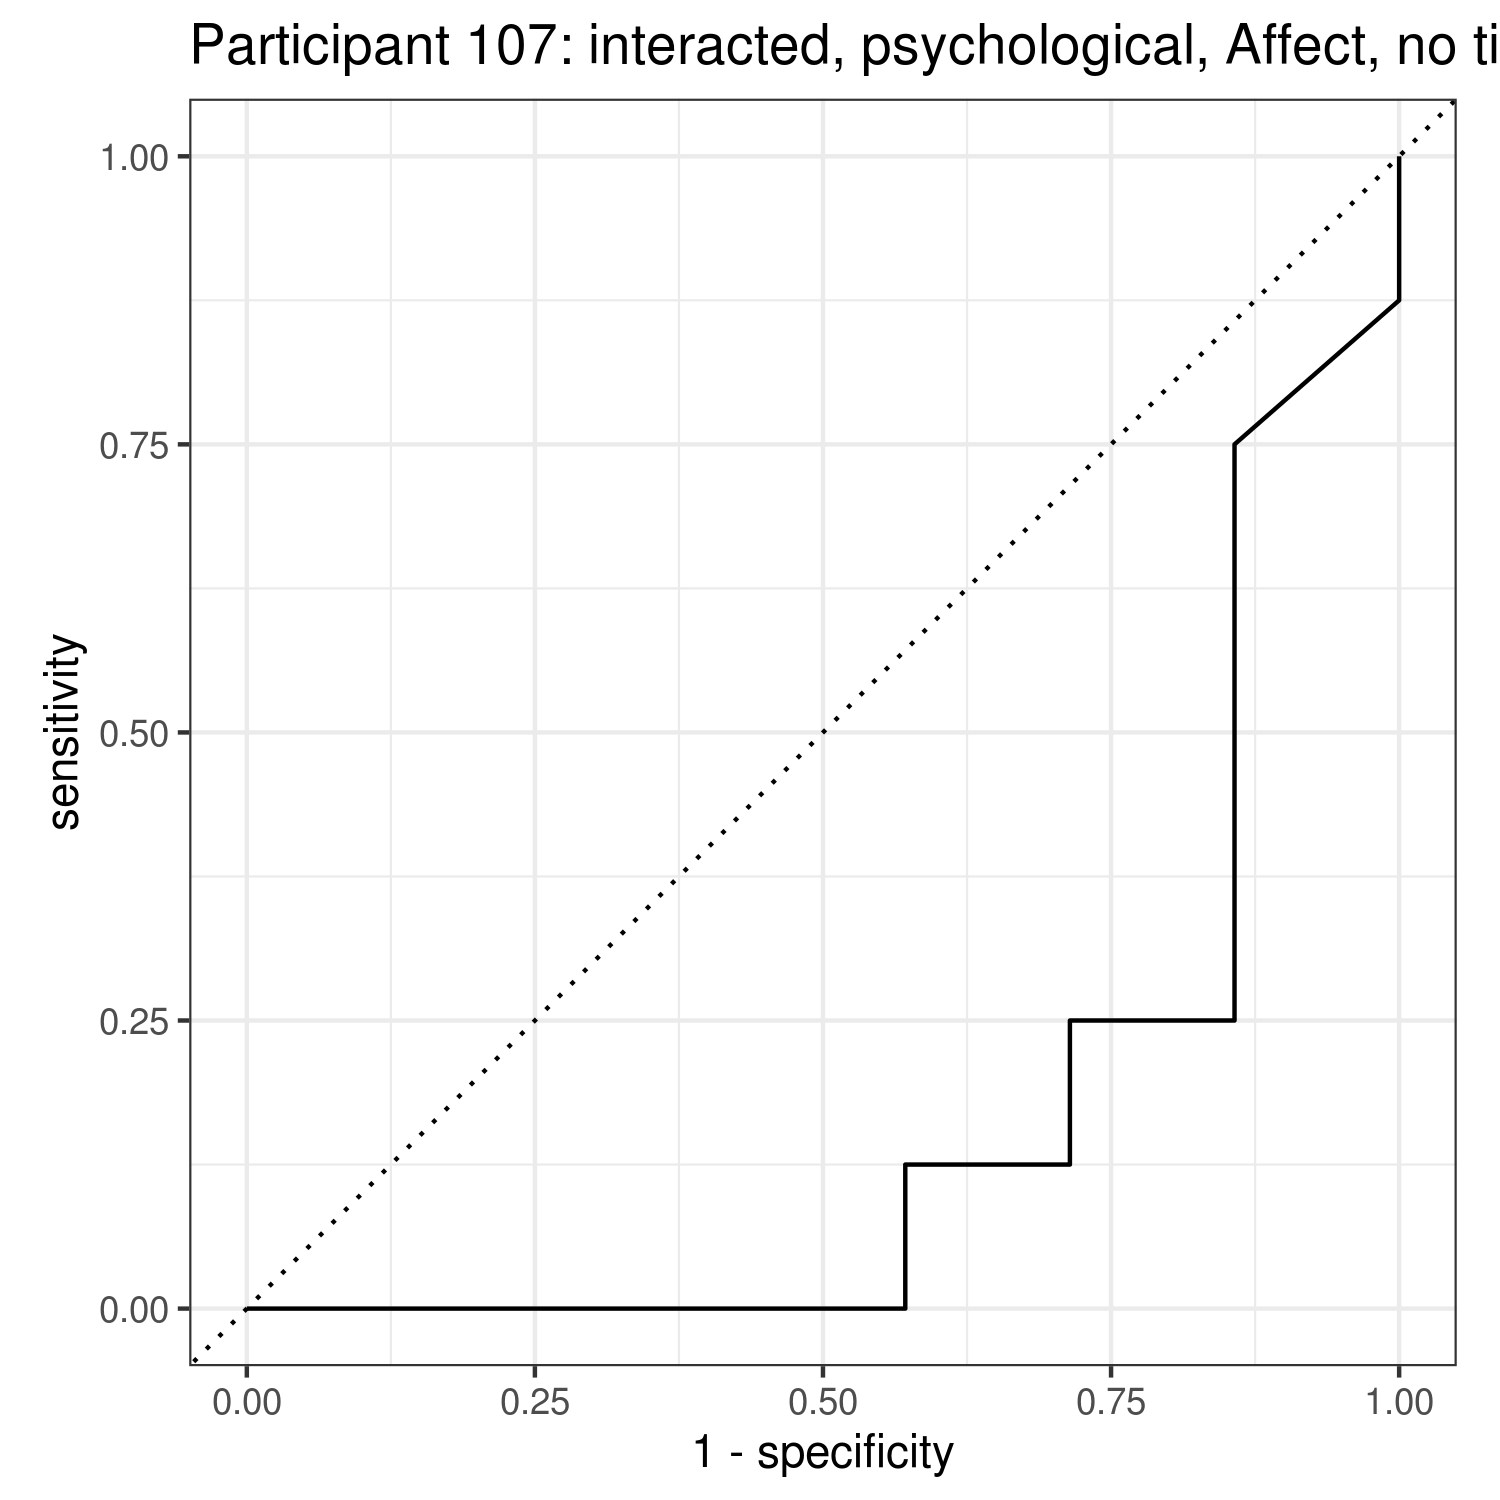 Participant 107: interacted, psychological, Affect, no ti
1.00
0.75
0.50
0.25
0.00
sensitivity
0.00 0.25 0.50 0.75 1.00
1 - specificity